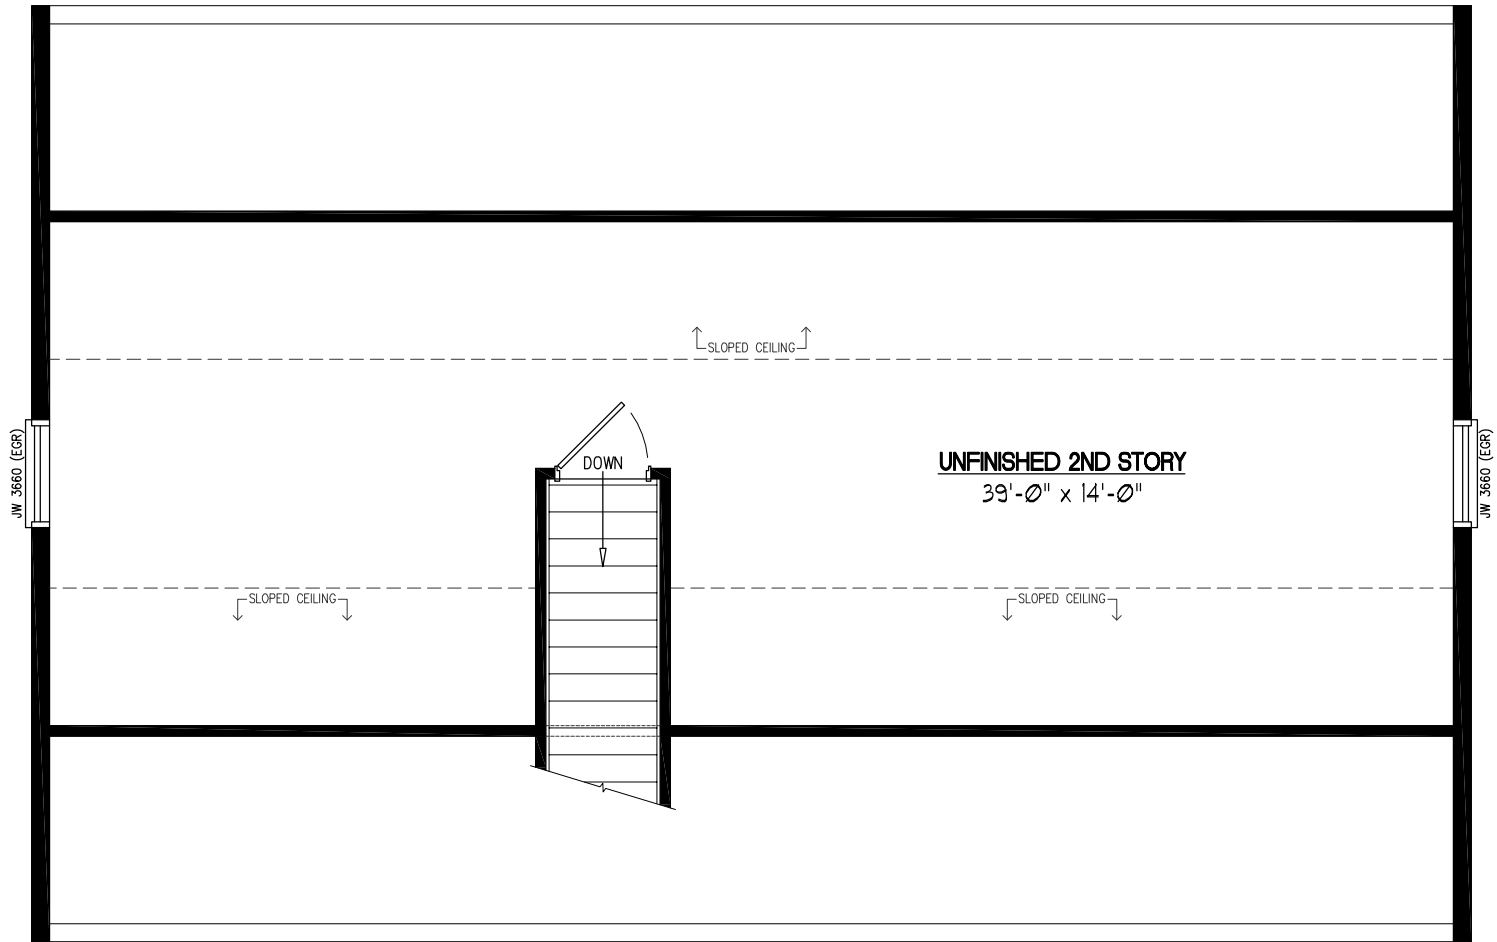 SLOPED CEILING
JW 3660 (EGR)
DOWN
UNFINISHED 2ND STORY
39'-0" x 14'-0"
JW 3660 (EGR)
SLOPED CEILING
SLOPED CEILING